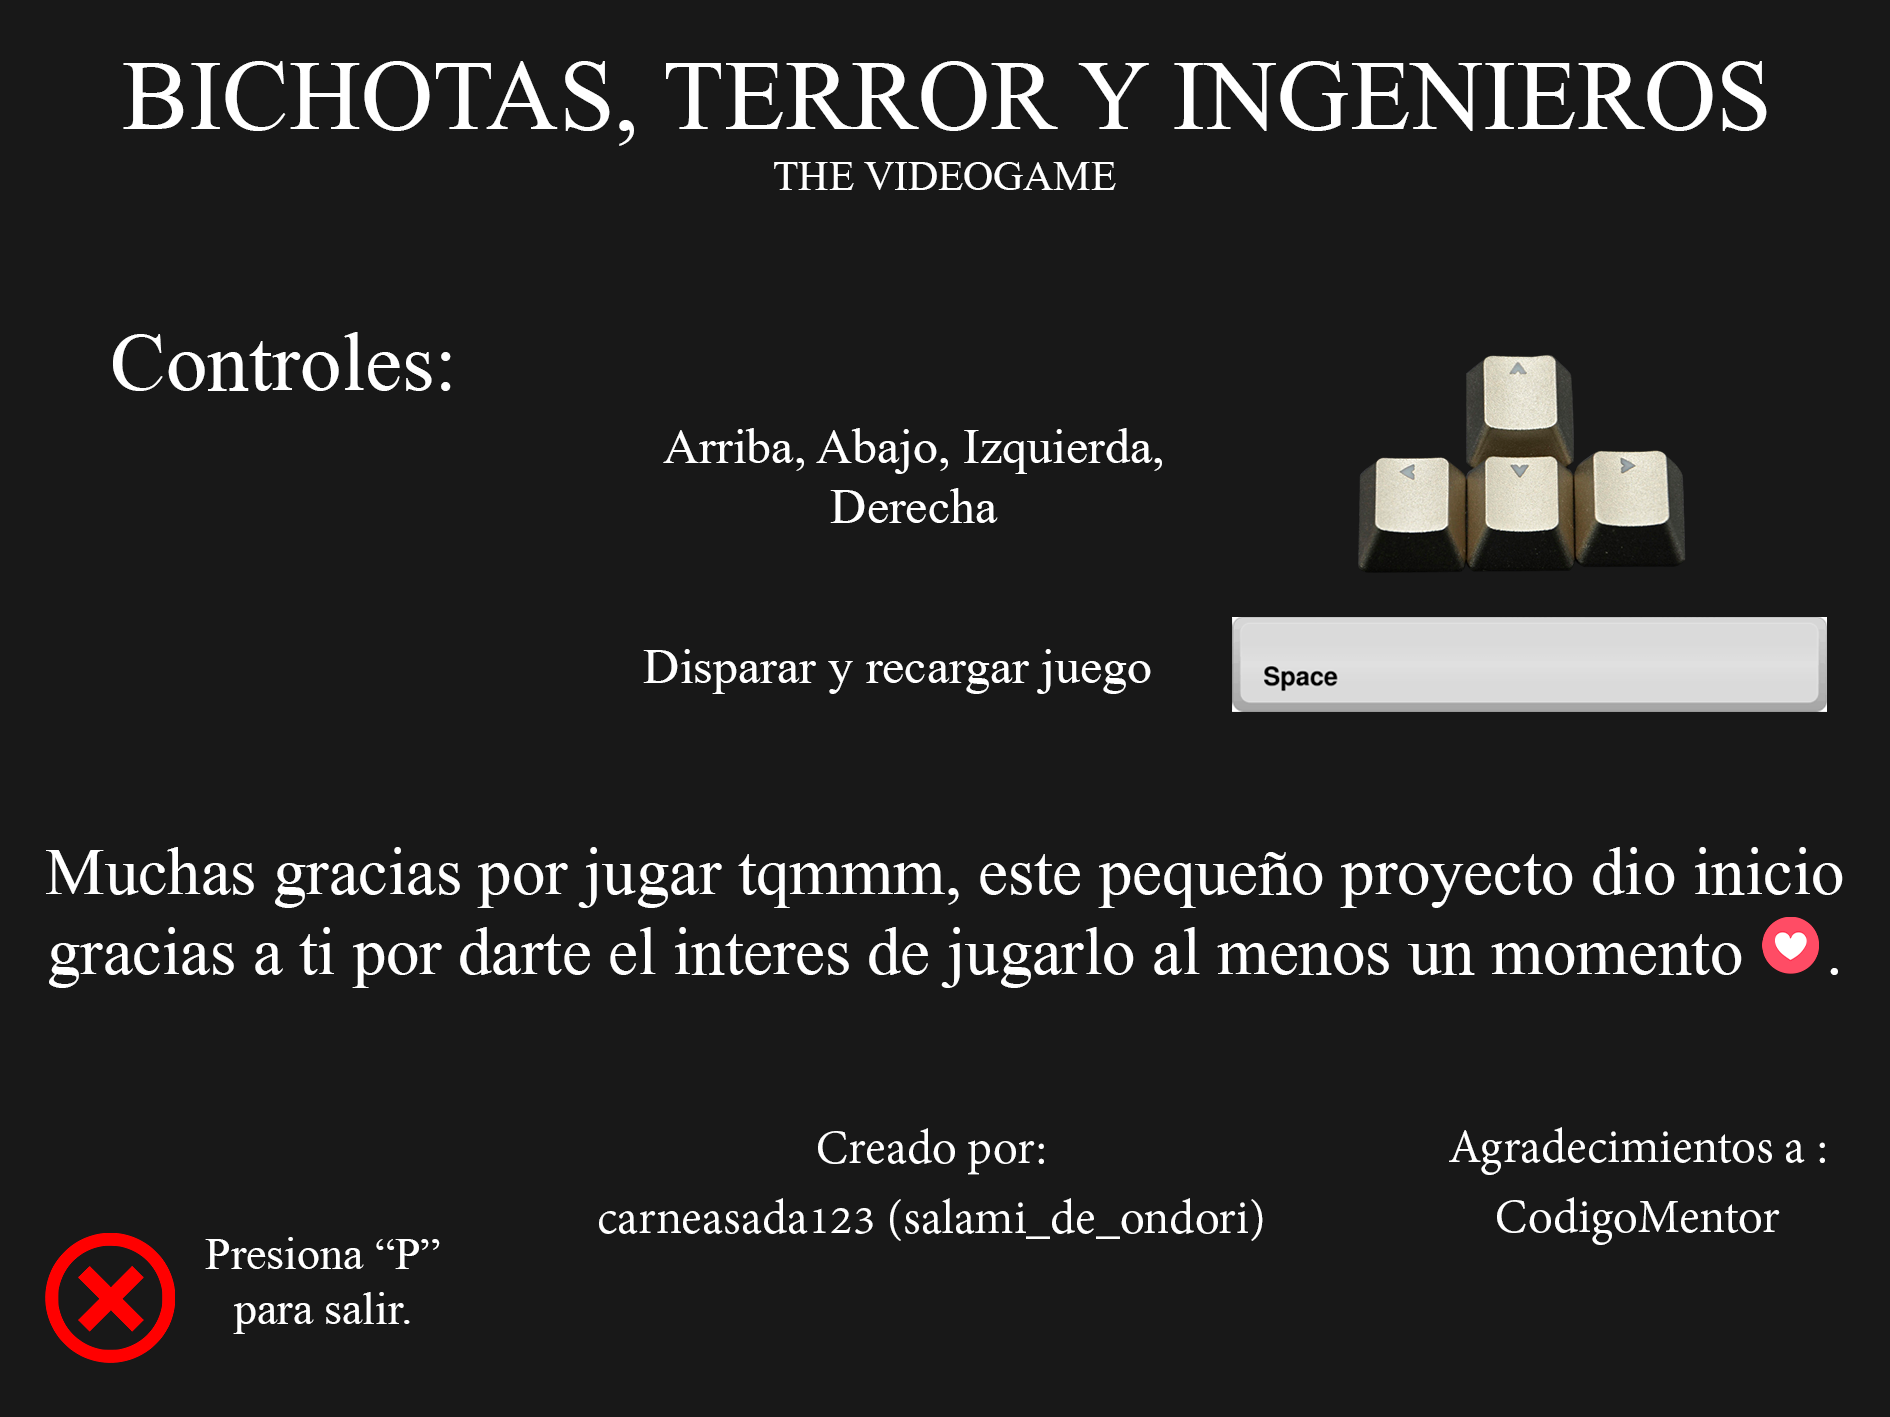 BICHOTAS, TERROR Y INGENIEROS
THE VIDEOGAME
Controles:
Arriba, Abajo, Izquierda,
Derecha
Disparar y recargar juego
Space
Muchas gracias por jugar tqmmm, este pequeño proyecto dio inicio
gracias a ti por darte el interes de jugarlo al menos un momento .
Creado por:
carneasada123 (salami_de_ondori)
Agradecimientos a :
CodigoMentor
Presiona “P”
para salir.